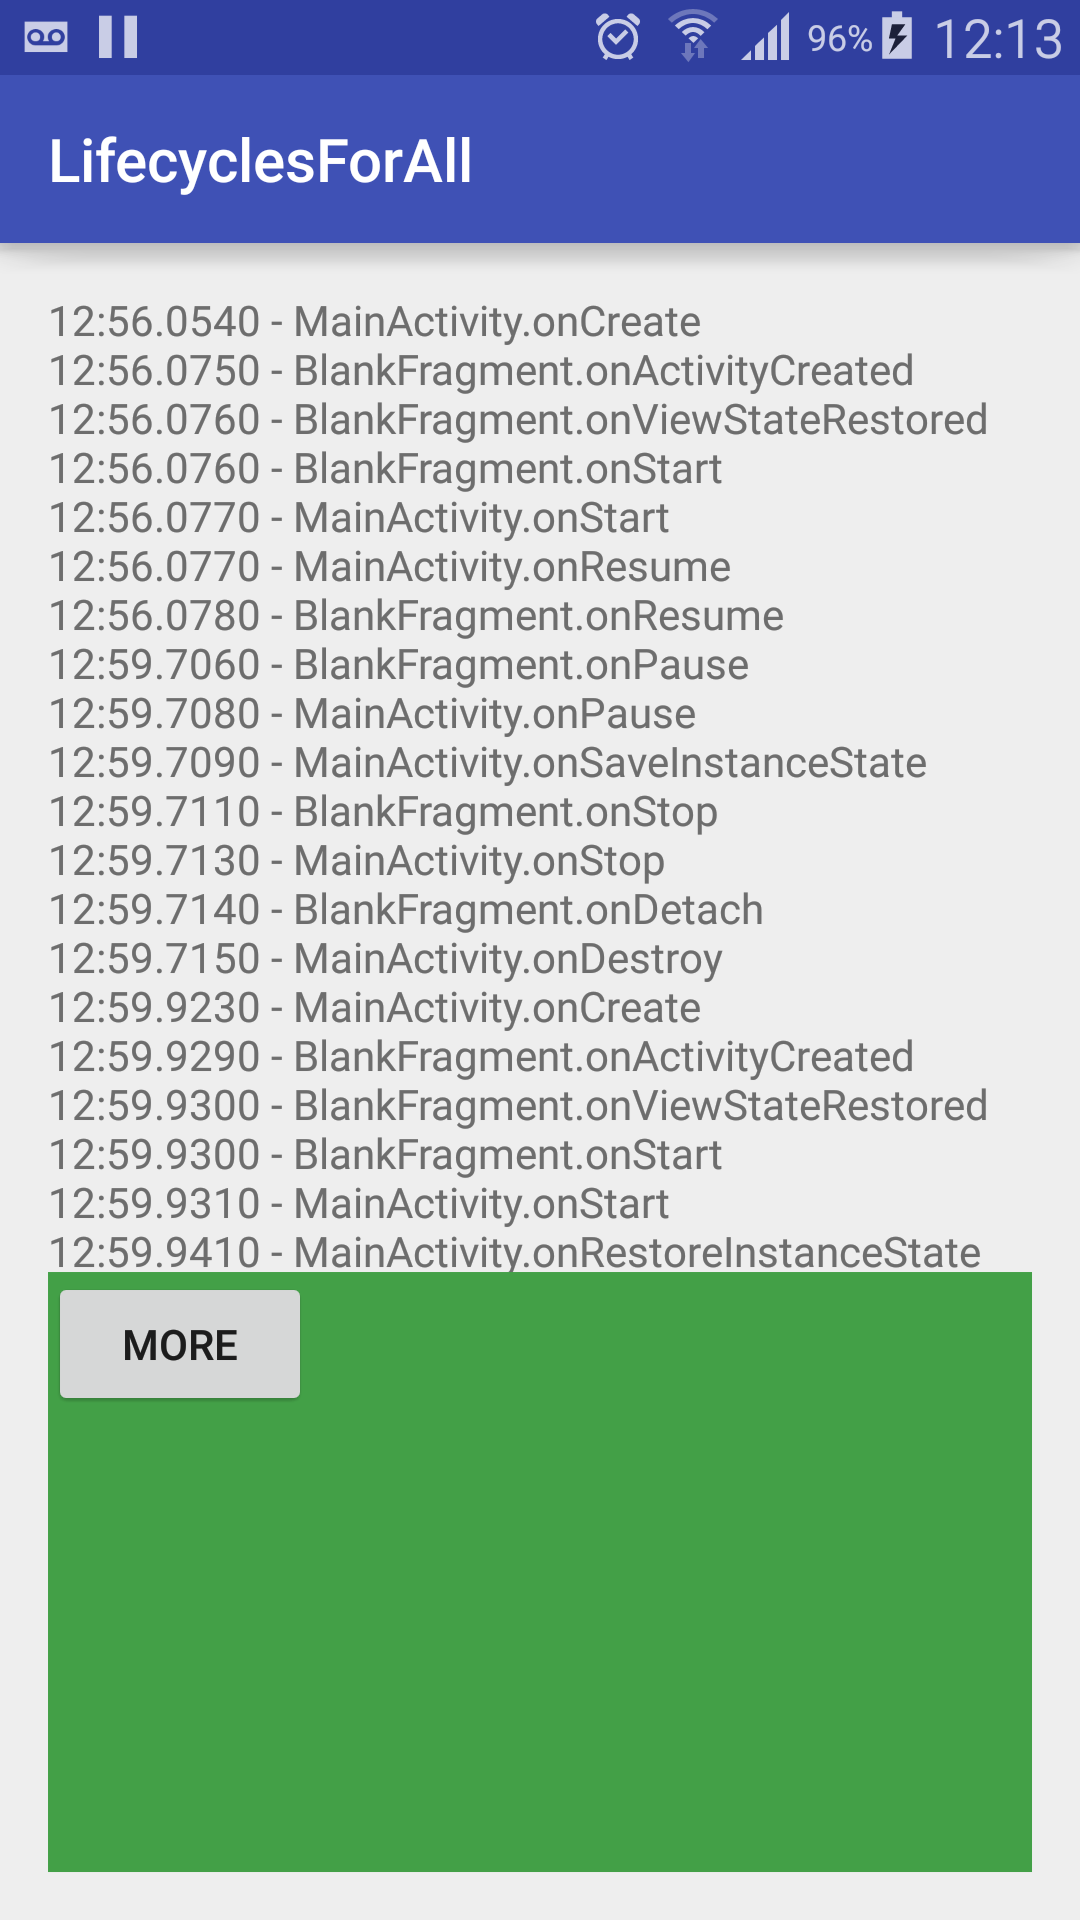 96% 12:13
LifecyclesForAll
12:56.0540 - MainActivity.onCreate
12:56.0750 - BlankFragment.onActivityCreated
12:56.0760 - BlankFragment.onViewStateRestored
12:56.0760 - BlankFragment.onStart
12:56.0770 - MainActivity.onStart
12:56.0770 - MainActivity.onResume
12:56.0780 - BlankFragment.onResume
12:59.7060 - BlankFragment.onPause
12:59.7080 - MainActivity.onPause
12:59.7090 - MainActivity.onSaveInstanceState
12:59.7110 - BlankFragment.onStop
12:59.7130 - MainActivity.onStop
12:59.7140 - BlankFragment.onDetach
12:59.7150 - MainActivity.onDestroy
12:59.9230 - MainActivity.onCreate
12:59.9290 - BlankFragment.onActivityCreated
12:59.9300 - BlankFragment.onViewStateRestored
12:59.9300 - BlankFragment.onStart
12:59.9310 - MainActivity.onStart
12:59.9410 - MainActivity.onRestoreInstanceState
MORE